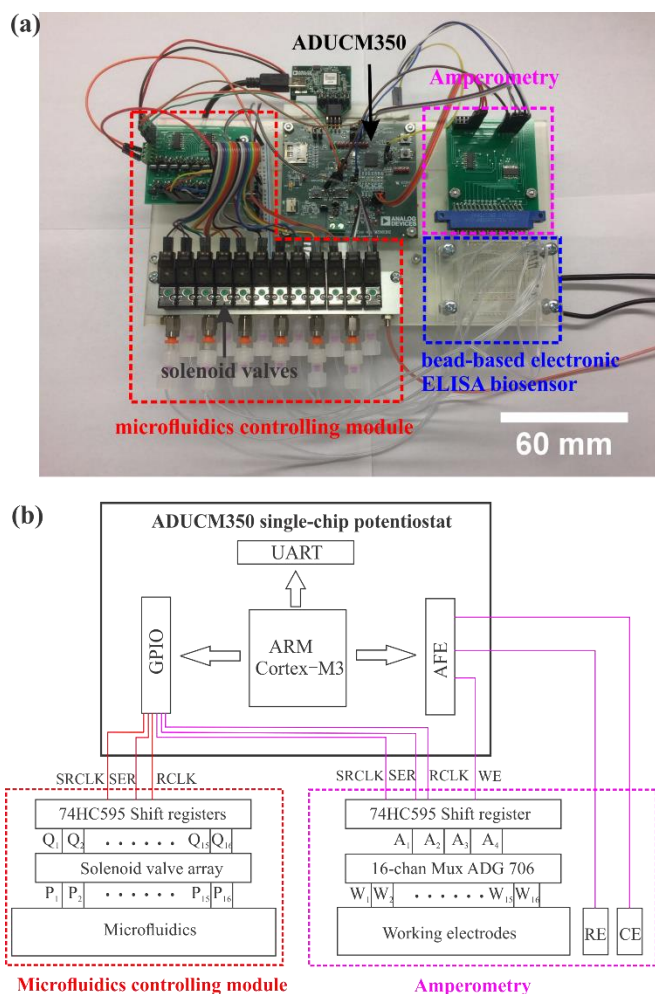 (a)
ADUCM350
Amperometry
ANALOG
DEVICES
solenoid valves
bead-based electronic
ELISA biosensor
microfluidics controlling module
60 mm
(b)
ADUCM350 single-chip potentiostat
UART
GPIO
ARM
Cortex-M3
AFE
SRCLK SER RCLK
SRCLK SER RCLK WE
74HC595 Shift registers
74HC595 Shift register
Q1 Q2 ...... Q15 Q16
A1 A2 A3 A4
Solenoid valve array
16-chan Mux ADG 706
P1 P2 ...... P15 P16
W1 W2 ...... W15 W16
Microfluidics
Working electrodes
RE
CE
Microfluidics controlling module
Amperometry